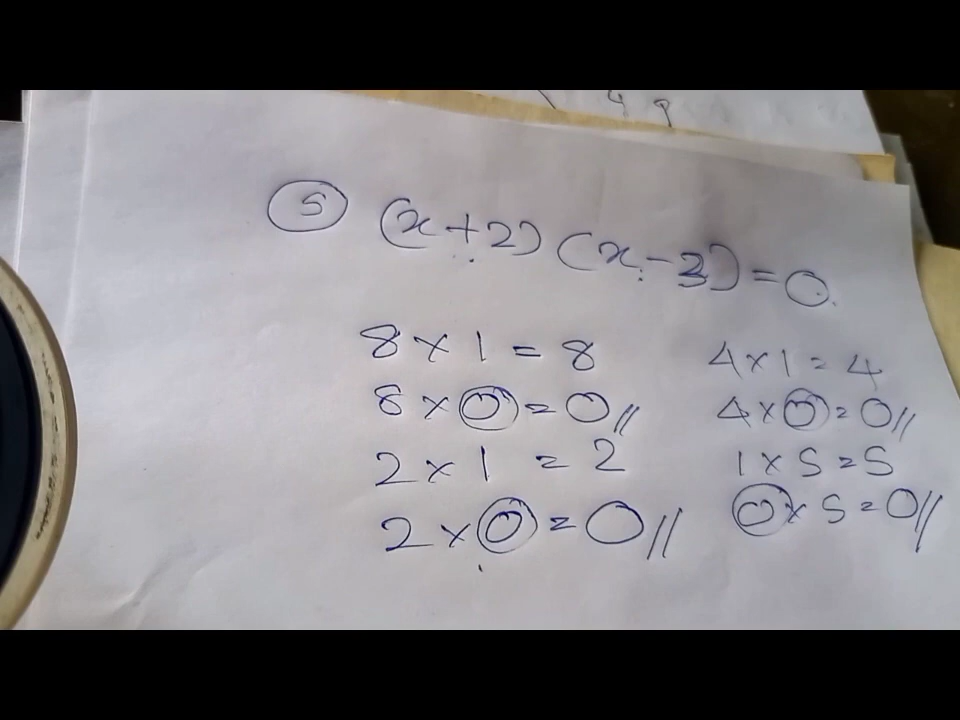 5 (x+2)(x-3)=0
8 × 1 = 8 4 × 1 = 4
8 × 0 = 0// 4 × 0 = 0//
2 × 1 = 2 1 × 5 = 5
2 × 0 = 0// 0 × 5 = 0//